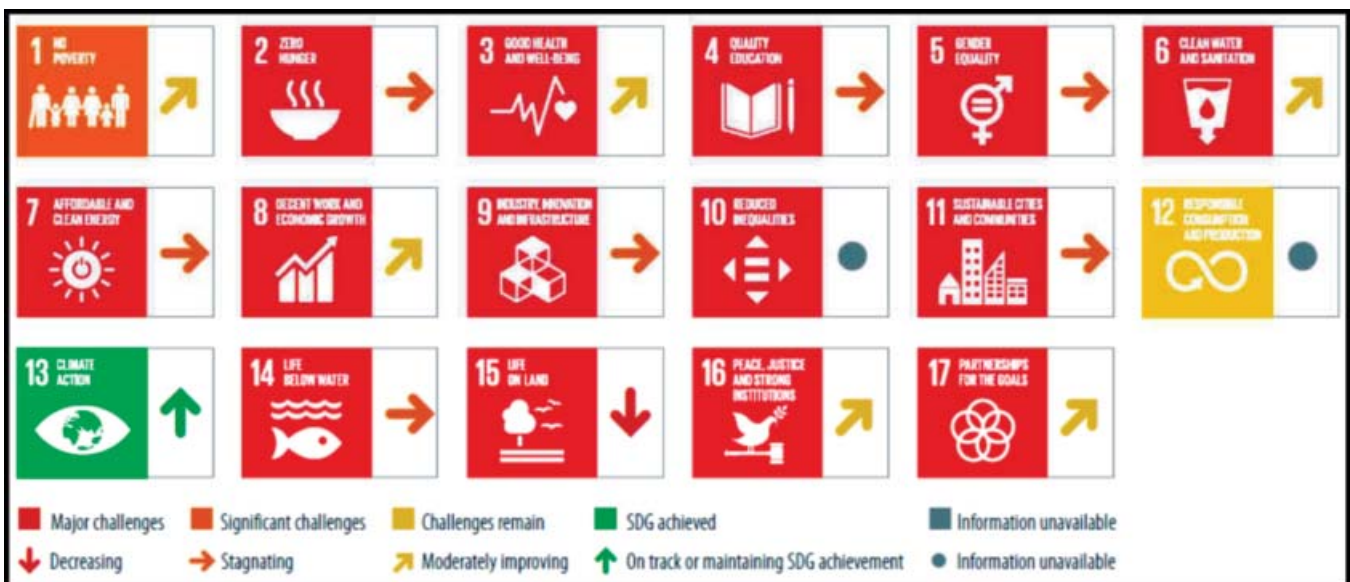 1 NO
POVERTY
2 ZERO
HUNGER
3 GOOD HEALTH
AND WELL-BEING
4 QUALITY
EDUCATION
5 GENDER
EQUALITY
6 CLEAN WATER
AND SANITATION
7 AFFORDABLE AND
CLEAN ENERGY
8 DECENT WORK AND
ECONOMIC GROWTH
9 INDUSTRY, INNOVATION
AND INFRASTRUCTURE
10 REDUCED
INEQUALITIES
11 SUSTAINABLE CITIES
AND COMMUNITIES
12 RESPONSIBLE
CONSUMPTION
AND PRODUCTION
13 CLIMATE
ACTION
14 LIFE
BELOW WATER
15 LIFE
ON LAND
16 PEACE, JUSTICE
AND STRONG
INSTITUTIONS
17 PARTNERSHIPS
FOR THE GOALS
Major challenges Significant challenges Challenges remain SDG achieved Information unavailable
Decreasing Stagnating Moderately improving On track or maintaining SDG achievement Information unavailable